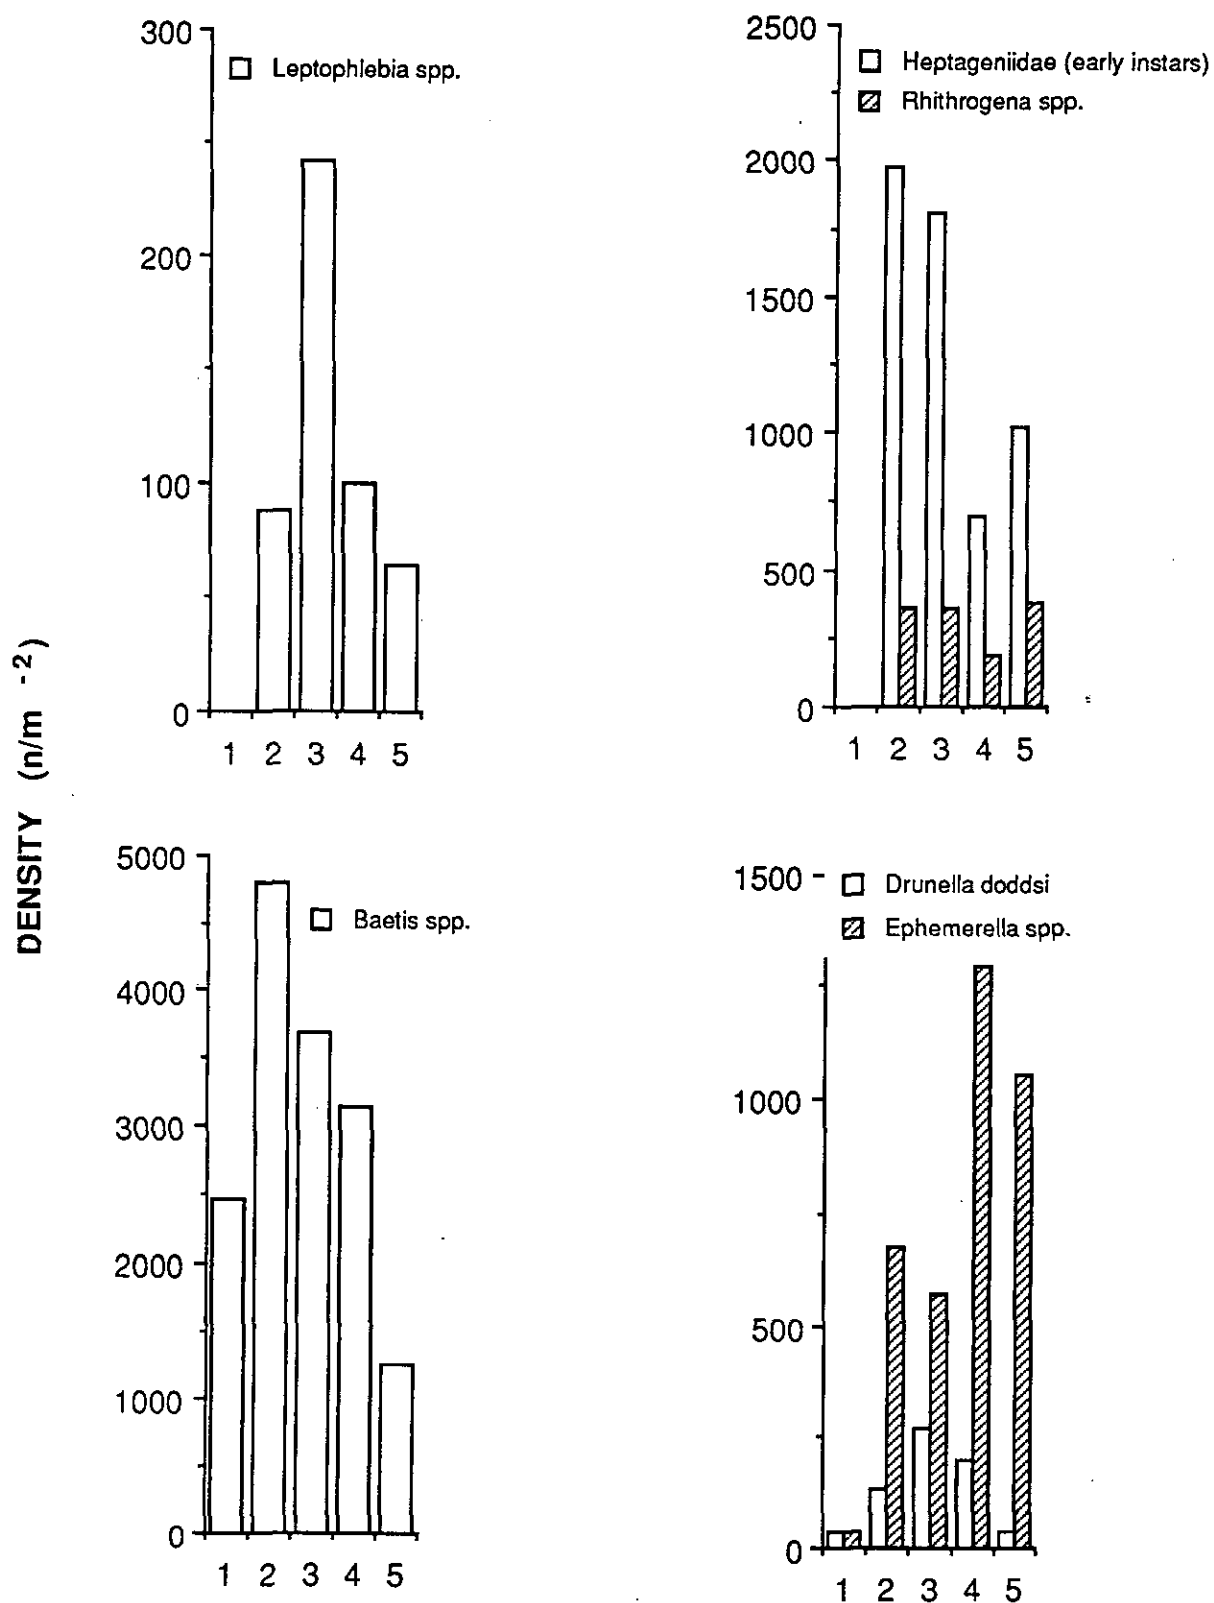 DENSITY (n/m -2)
300
200
100
0
Leptophlebia spp.
1 2 3 4 5
2500
2000
1500
1000
500
0
Heptageniidae (early instars)
Rhithrogena spp.
1 2 3 4 5
5000
4000
3000
2000
1000
0
Baetis spp.
1 2 3 4 5
1500
1000
500
0
Drunella doddsi
Ephemerella spp.
1 2 3 4 5